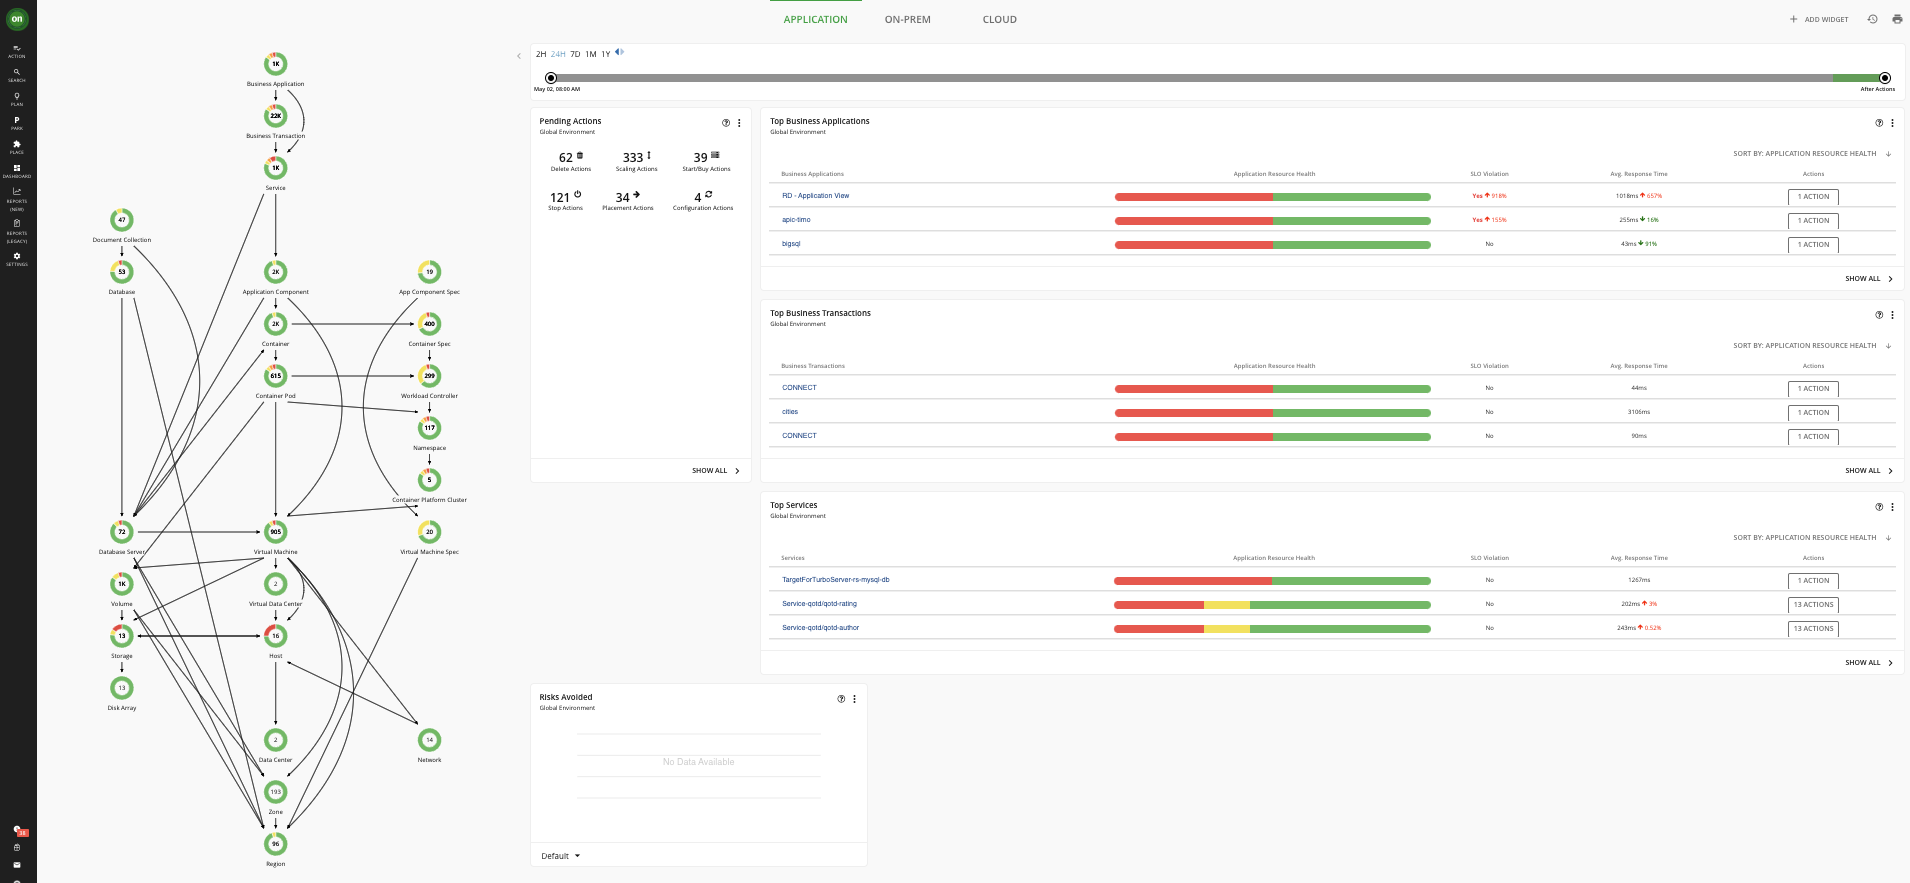 on
ACTION
SEARCH
PLAN
P
PARK
PLACE
DASHBOARD
REPORTS
(NEW)
REPORTS
(LEGACY)
SETTINGS
1K
Business Application
22K
Business Transaction
1K
Service
47
Document Collection
53
Database
2K
Application Component
19
App Component Spec
2K
Container
400
Container Spec
615
Container Pod
299
Workload Controller
117
Namespace
5
Container Platform Cluster
72
Database Server
905
Virtual Machine
20
Virtual Machine Spec
1K
Volume
2
Virtual Data Center
13
Storage
16
Host
13
Disk Array
2
Data Center
14
Network
193
Zone
96
Region
APPLICATION
ON-PREM
CLOUD
ADD WIDGET
2H 24H 7D 1M 1Y
May 02, 08:00 AM
After Actions
Pending Actions
Global Environment
62
Delete Actions
333
Scaling Actions
39
Start/Buy Actions
121
Stop Actions
34
Placement Actions
4
Configuration Actions
SHOW ALL
Top Business Applications
Global Environment
SORT BY: APPLICATION RESOURCE HEALTH
Business Applications Application Resource Health SLO Violation Avg. Response Time Actions
RD - Application View Yes 918% 1018ms 657% 1 ACTION
apic-timo Yes 155% 255ms 16% 1 ACTION
bigsql No 43ms 91% 1 ACTION
SHOW ALL
Top Business Transactions
Global Environment
SORT BY: APPLICATION RESOURCE HEALTH
Business Transactions Application Resource Health SLO Violation Avg. Response Time Actions
CONNECT No 44ms 1 ACTION
cities No 3106ms 1 ACTION
CONNECT No 90ms 1 ACTION
SHOW ALL
Top Services
Global Environment
SORT BY: APPLICATION RESOURCE HEALTH
Services Application Resource Health SLO Violation Avg. Response Time Actions
TargetForTurboServer-rs-mysql-db No 1267ms 1 ACTION
Service-qotd/qotd-rating No 202ms 3% 13 ACTIONS
Service-qotd/qotd-author No 243ms 0.52% 13 ACTIONS
SHOW ALL
Risks Avoided
Global Environment
No Data Available
Default